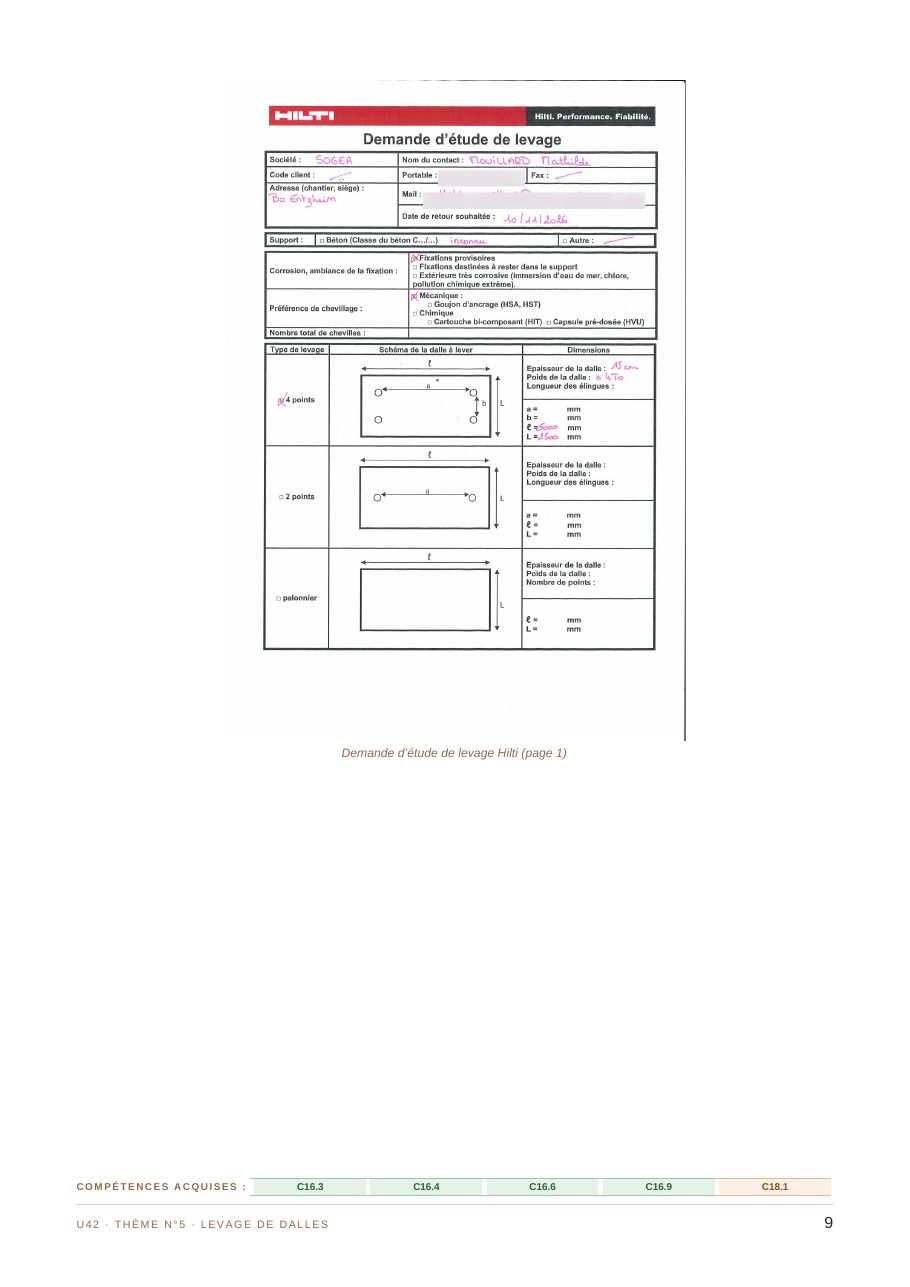 HILTI
Hilti. Performance. Fiabilité.
Demande d'étude de levage
Société : SOGEA
Nom du contact : MOUILLARD Mathilde
Code client :
Portable :
Fax :
Adresse (chantier, siège) :
Ba Entzheim
Mail :
Date de retour souhaitée : 10/11/2026
Support :
□ Béton (Classe du béton C.../...) inconnu
□ Autre :
Corrosion, ambiance de la fixation :
Fixations provisoires
□ Fixations destinées à rester dans le support
□ Extérieure très corrosive (immersion d'eau de mer, chlore,
pollution chimique extrême).
Préférence de chevillage :
Mécanique :
□ Goujon d'ancrage (HSA, HST)
□ Chimique
□ Cartouche bi-composant (HIT) □ Capsule pré-dosée (HVU)
Nombre total de chevilles :
Type de levage
Schéma de la dalle à lever
Dimensions
4 points
ℓ
a
b
L
Epaisseur de la dalle : 15 cm
Poids de la dalle :
Longueur des élingues :
a = mm
b = mm
ℓ = 5000 mm
L = 2500 mm
□ 2 points
ℓ
a
L
Epaisseur de la dalle :
Poids de la dalle :
Longueur des élingues :
a = mm
ℓ = mm
L = mm
□ palonnier
ℓ
L
Epaisseur de la dalle :
Poids de la dalle :
Nombre de points :
ℓ = mm
L = mm
Demande d'étude de levage Hilti (page 1)
COMPÉTENCES ACQUISES : C16.3 C16.4 C16.6 C16.9 C18.1
U42 · THÈME N°5 · LEVAGE DE DALLES
9